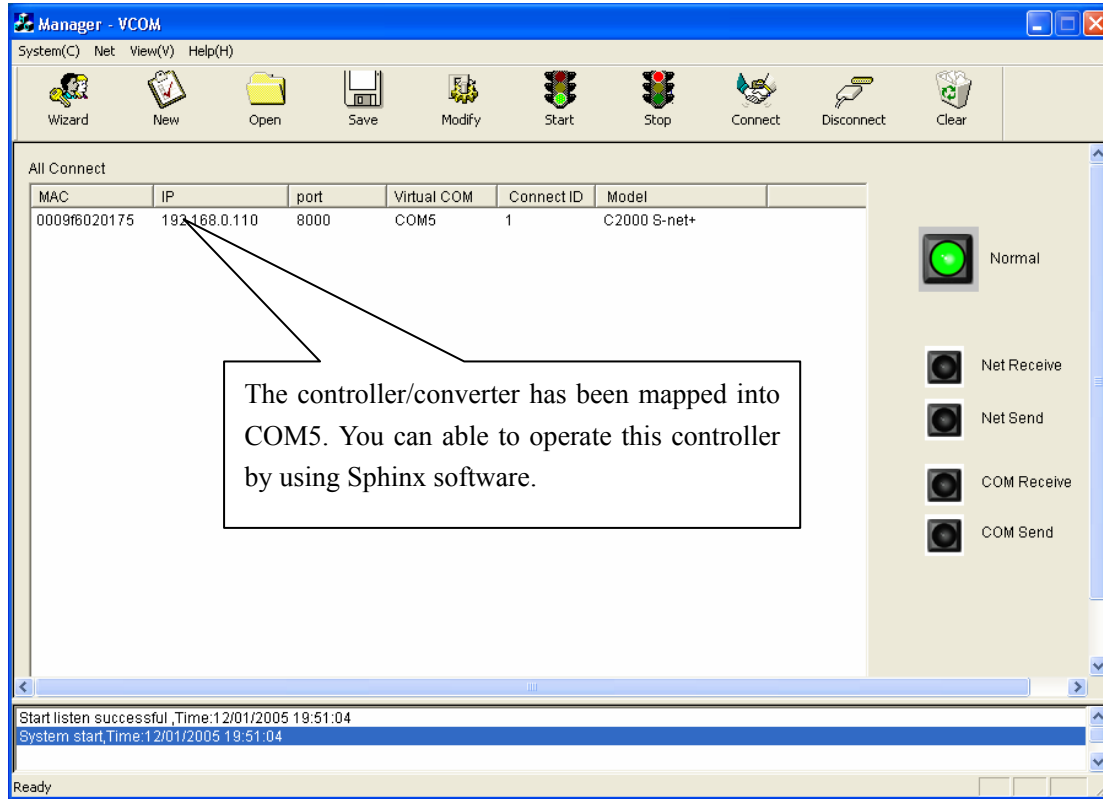 Manager - VCOM
System(C) Net View(V) Help(H)
Wizard New Open Save Modify Start Stop Connect Disconnect Clear
All Connect
MAC IP port Virtual COM Connect ID Model
0009f6020175 192.168.0.110 8000 COM5 1 C2000 S-net+
Normal
Net Receive
The controller/converter has been mapped into
COM5. You can able to operate this controller
by using Sphinx software.
Net Send
COM Receive
COM Send
Start listen successful ,Time:12/01/2005 19:51:04
System start,Time:12/01/2005 19:51:04
Ready